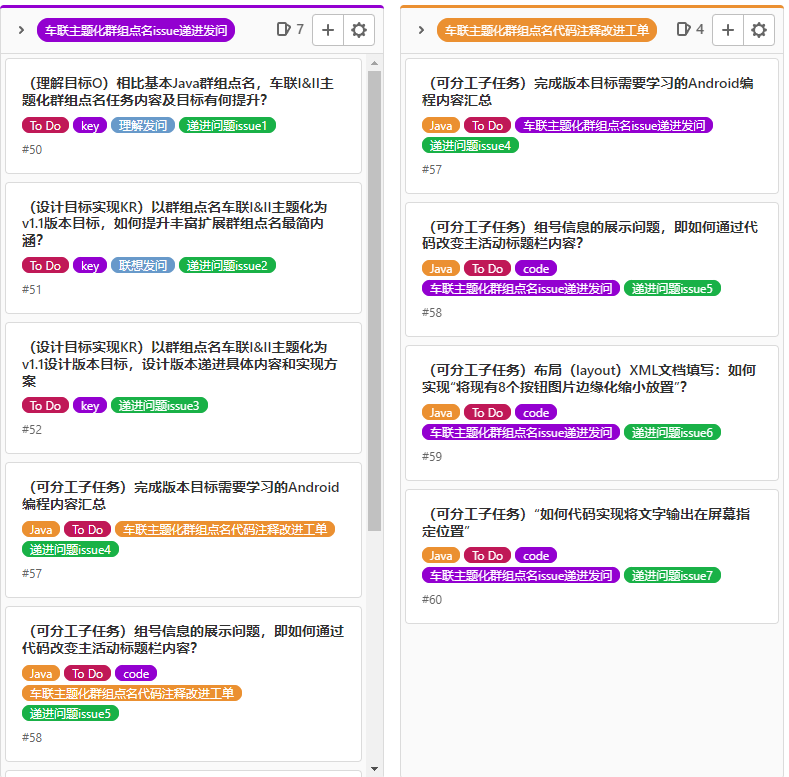 车联主题化群组点名issue递进发问
7
（理解目标O）相比基本Java群组点名，车联I&II主
题化群组点名任务内容及目标有何提升？
To Do
key
理解发问
递进问题issue1
#50
（设计目标实现KR）以群组点名车联I&II主题化为
v1.1版本目标，如何提升丰富扩展群组点名最简内
涵？
To Do
key
联想发问
递进问题issue2
#51
（设计目标实现KR）以群组点名车联I&II主题化为
v1.1设计版本目标，设计版本递进具体内容和实现方
案
To Do
key
递进问题issue3
#52
（可分工子任务）完成版本目标需要学习的Android
编程内容汇总
Java
To Do
车联主题化群组点名代码注释改进工单
递进问题issue4
#57
（可分工子任务）组号信息的展示问题，即如何通过
代码改变主活动标题栏内容？
Java
To Do
code
车联主题化群组点名代码注释改进工单
递进问题issue5
#58
车联主题化群组点名代码注释改进工单
4
（可分工子任务）完成版本目标需要学习的Android编
程内容汇总
Java
To Do
车联主题化群组点名issue递进发问
递进问题issue4
#57
（可分工子任务）组号信息的展示问题，即如何通过代
码改变主活动标题栏内容？
Java
To Do
code
车联主题化群组点名issue递进发问
递进问题issue5
#58
（可分工子任务）布局（layout）XML文档填写：如何
实现“将现有8个按钮图片边缘化缩小放置”？
Java
To Do
code
车联主题化群组点名issue递进发问
递进问题issue6
#59
（可分工子任务）“如何代码实现将文字输出在屏幕指
定位置”
Java
To Do
code
车联主题化群组点名issue递进发问
递进问题issue7
#60